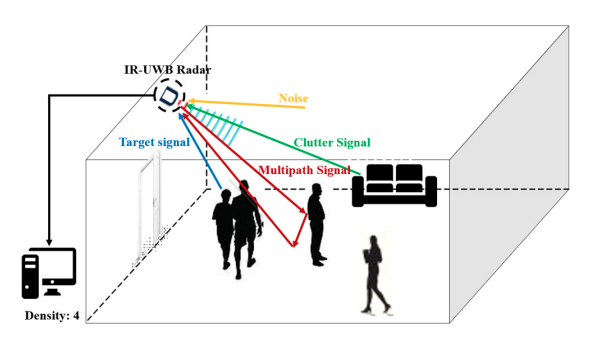 IR-UWB Radar
Noise
Target signal
Clutter Signal
Multipath Signal
Density: 4